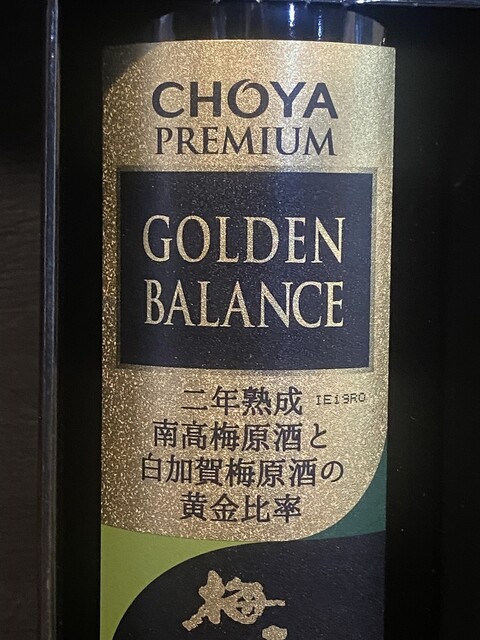 CHOYA
PREMIUM
GOLDEN
BALANCE
二年熟成
IEi9RO
南高梅原酒と
白加賀梅原酒の
黄金比率